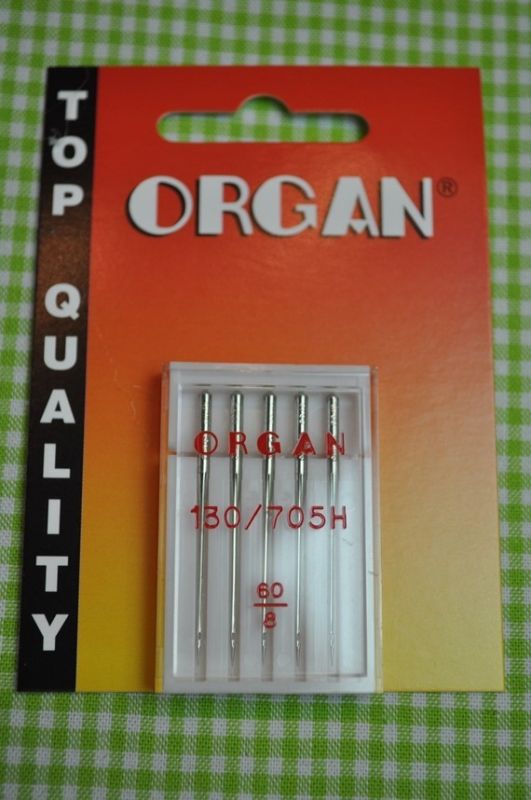 TOP QUALITY
ORGAN®
ORGAN
130/705H
60
8